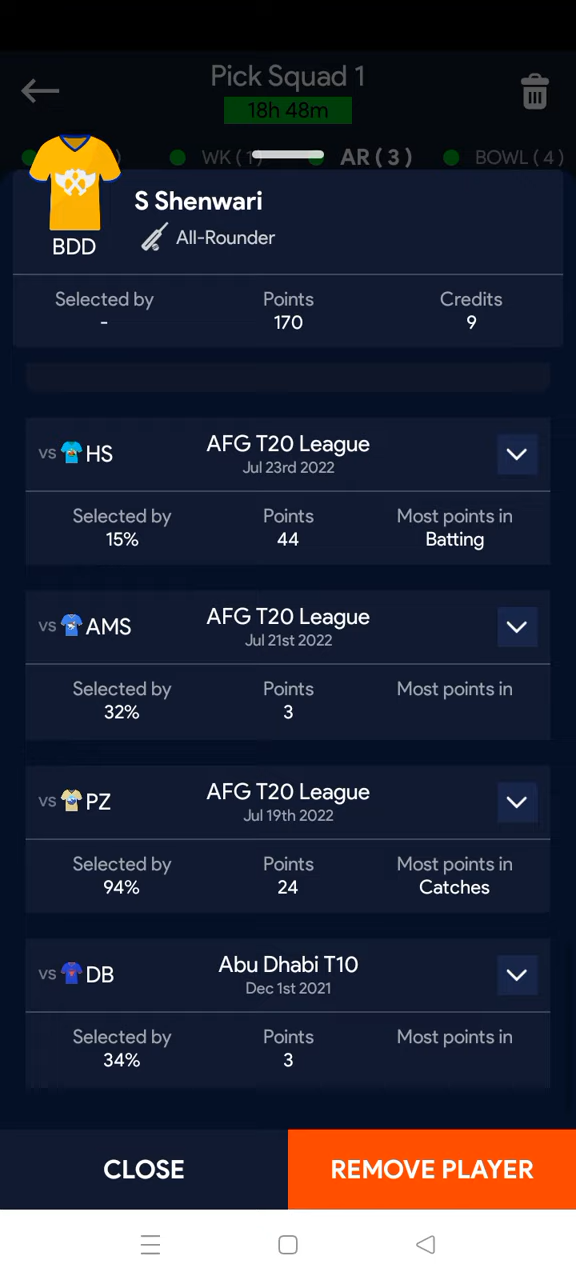 Pick Squad 1
18h 48m
WK ( 1
AR ( 3 )
BOWL ( 4 )
S Shenwari
All-Rounder
BDD
Selected by Points Credits
- 170 9
vs HS AFG T20 League
Jul 23rd 2022
Selected by Points Most points in
15% 44 Batting
vs AMS AFG T20 League
Jul 21st 2022
Selected by Points Most points in
32% 3
vs PZ AFG T20 League
Jul 19th 2022
Selected by Points Most points in
94% 24 Catches
vs DB Abu Dhabi T10
Dec 1st 2021
Selected by Points Most points in
34% 3
CLOSE REMOVE PLAYER